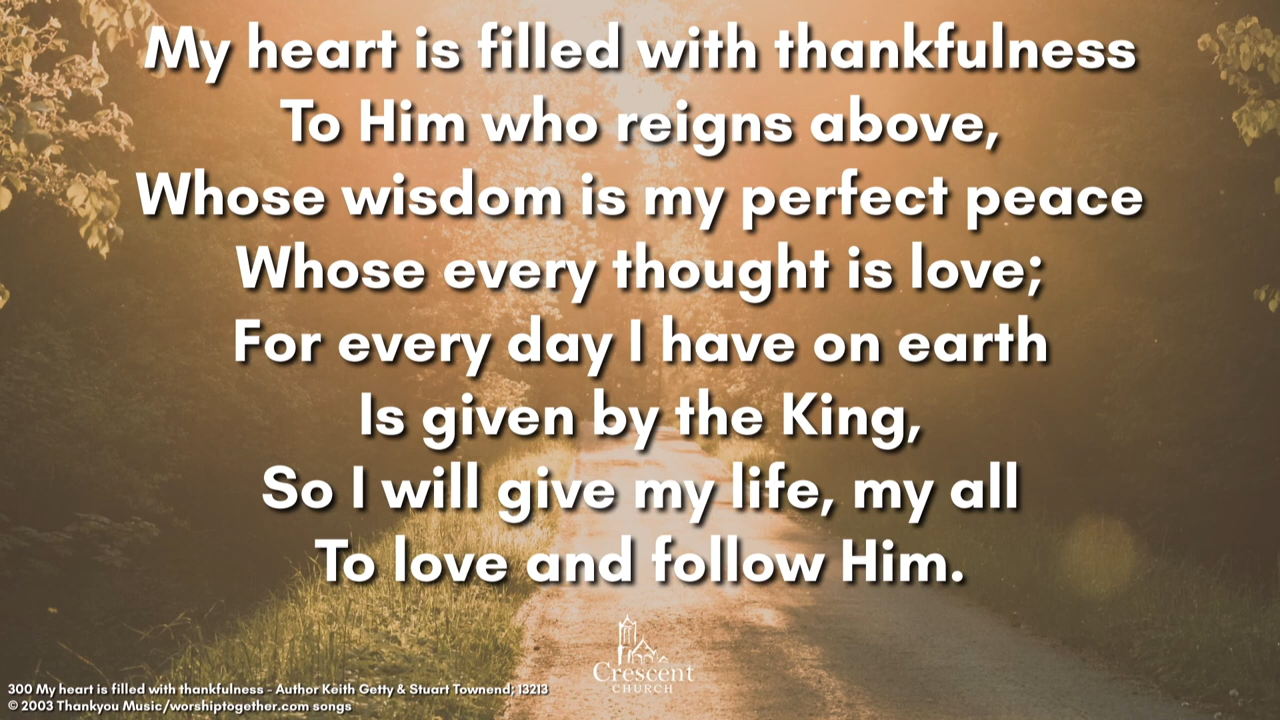 My heart is filled with thankfulness
To Him who reigns above,
Whose wisdom is my perfect peace
Whose every thought is love;
For every day I have on earth
Is given by the King,
So I will give my life, my all
To love and follow Him.
Crescent
CHURCH
300 My heart is filled with thankfulness - Author Keith Getty & Stuart Townend; 13213
© 2003 Thankyou Music/worshiptogether.com songs